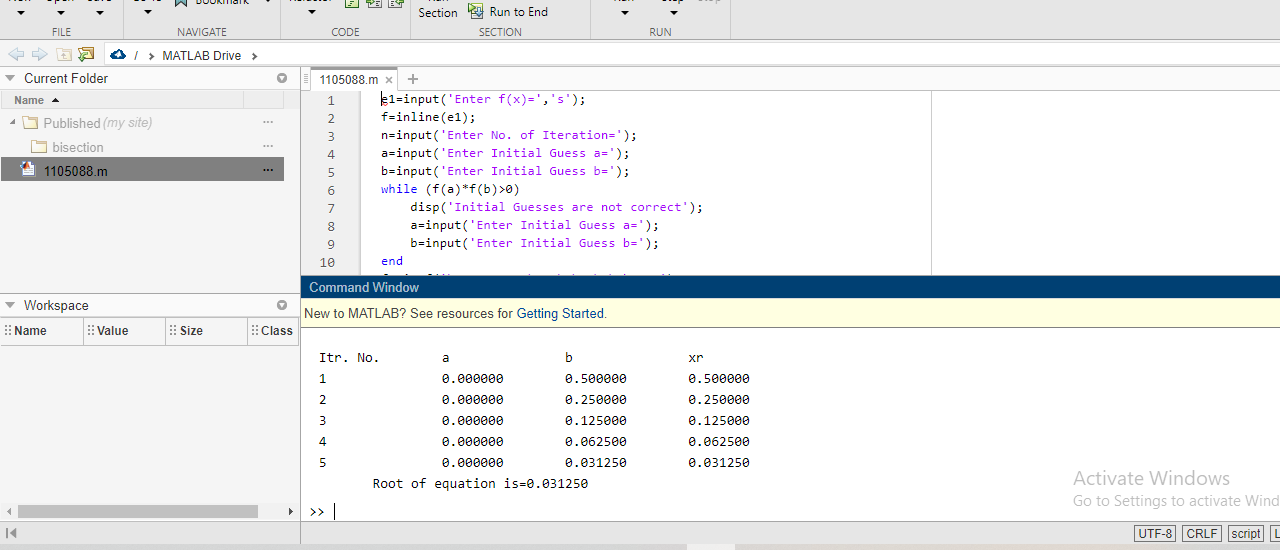 Bookmark
Section Run to End
FILE NAVIGATE CODE SECTION RUN
/ MATLAB Drive
Current Folder
Name
Published (my site)
bisection
1105088.m
Workspace
Name Value Size Class
1105088.m
1 e1=input('Enter f(x)=','s');
2 f=inline(e1);
3 n=input('Enter No. of Iteration=');
4 a=input('Enter Initial Guess a=');
5 b=input('Enter Initial Guess b=');
6 while (f(a)*f(b)>0)
7 disp('Initial Guesses are not correct');
8 a=input('Enter Initial Guess a=');
9 b=input('Enter Initial Guess b=');
10 end
Command Window
New to MATLAB? See resources for Getting Started.
Itr. No. a b xr
1 0.000000 0.500000 0.500000
2 0.000000 0.250000 0.250000
3 0.000000 0.125000 0.125000
4 0.000000 0.062500 0.062500
5 0.000000 0.031250 0.031250
Root of equation is=0.031250
>>
Activate Windows
Go to Settings to activate Wind
UTF-8 CRLF script